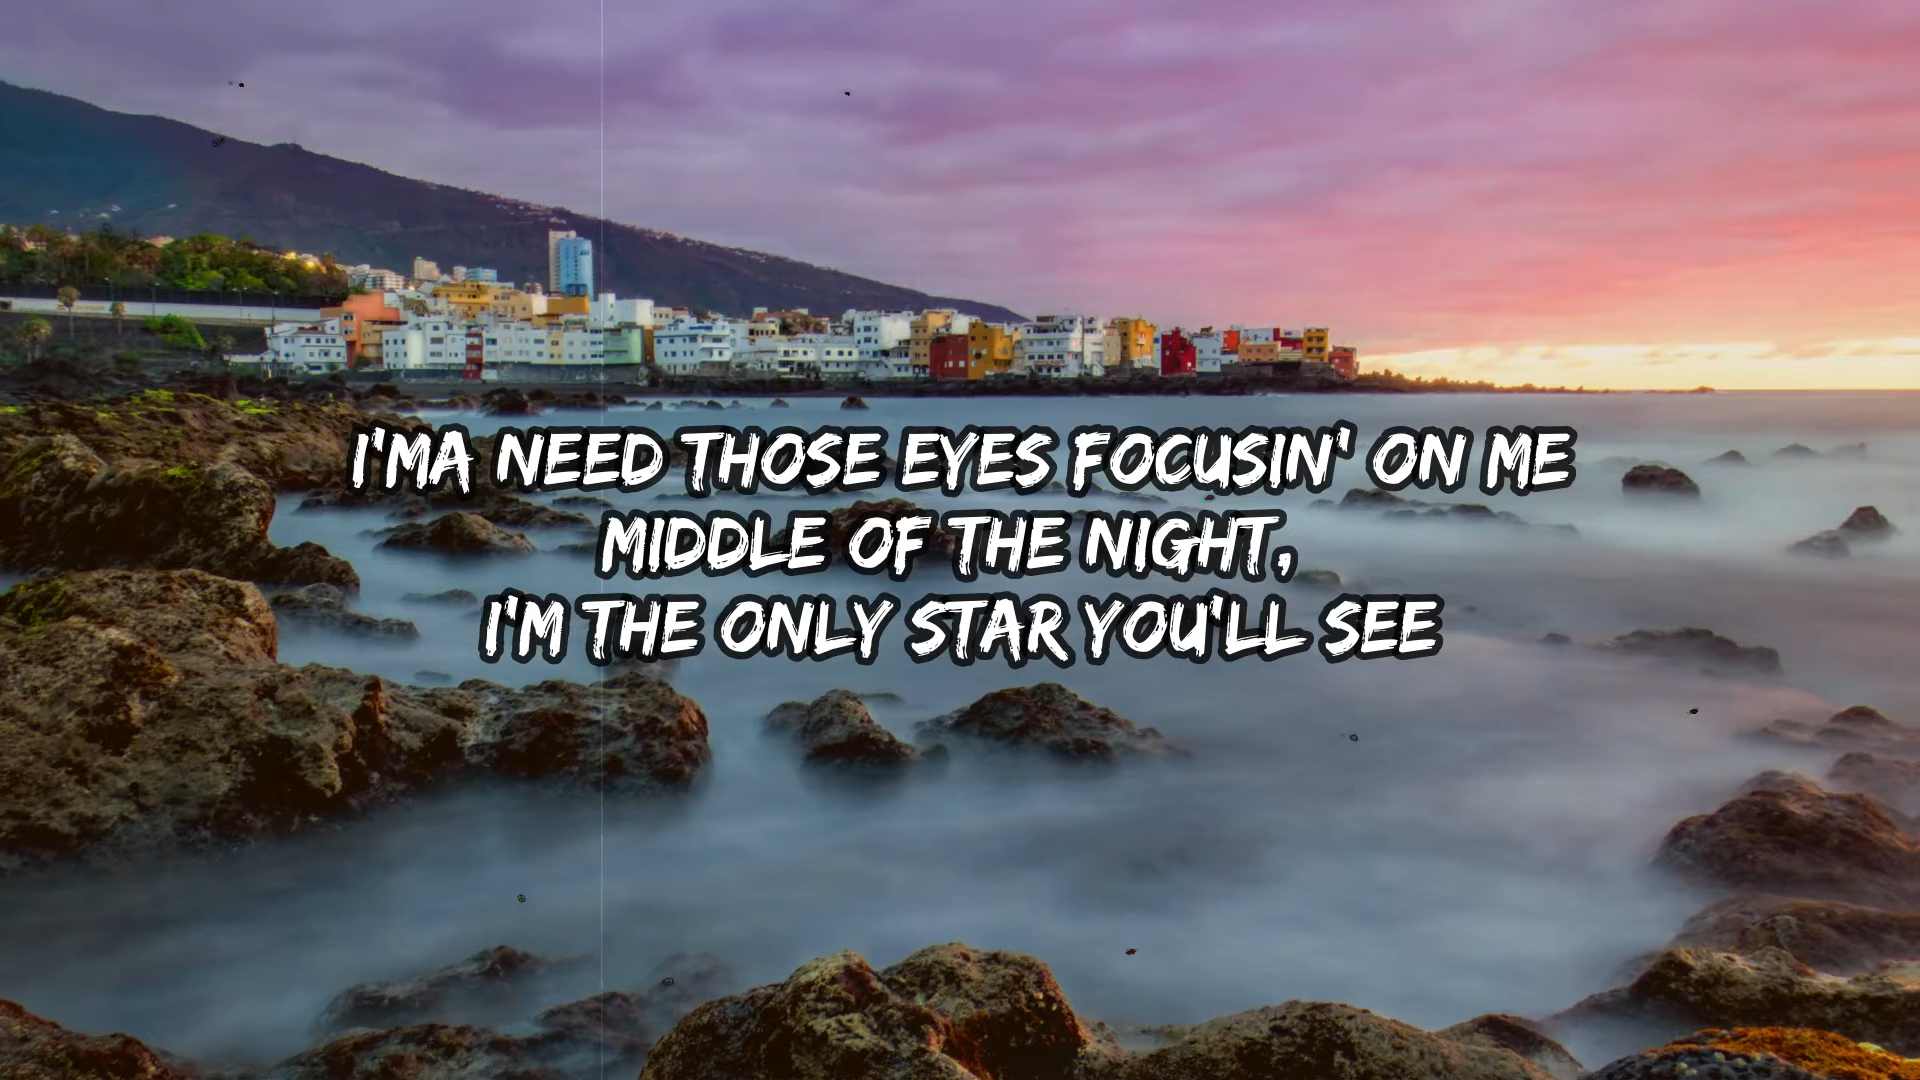 I'MA NEED THOSE EYES FOCUSIN' ON ME
MIDDLE OF THE NIGHT,
I'M THE ONLY STAR YOU'LL SEE